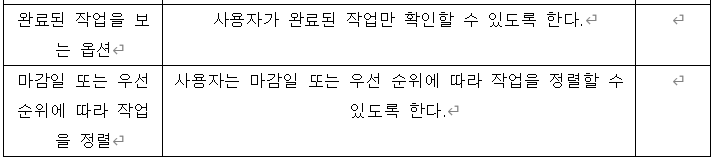 완료된 작업을 보
는 옵션
사용자가 완료된 작업만 확인할 수 있도록 한다.
마감일 또는 우선
순위에 따라 작업
을 정렬
사용자는 마감일 또는 우선 순위에 따라 작업을 정렬할 수
있도록 한다.